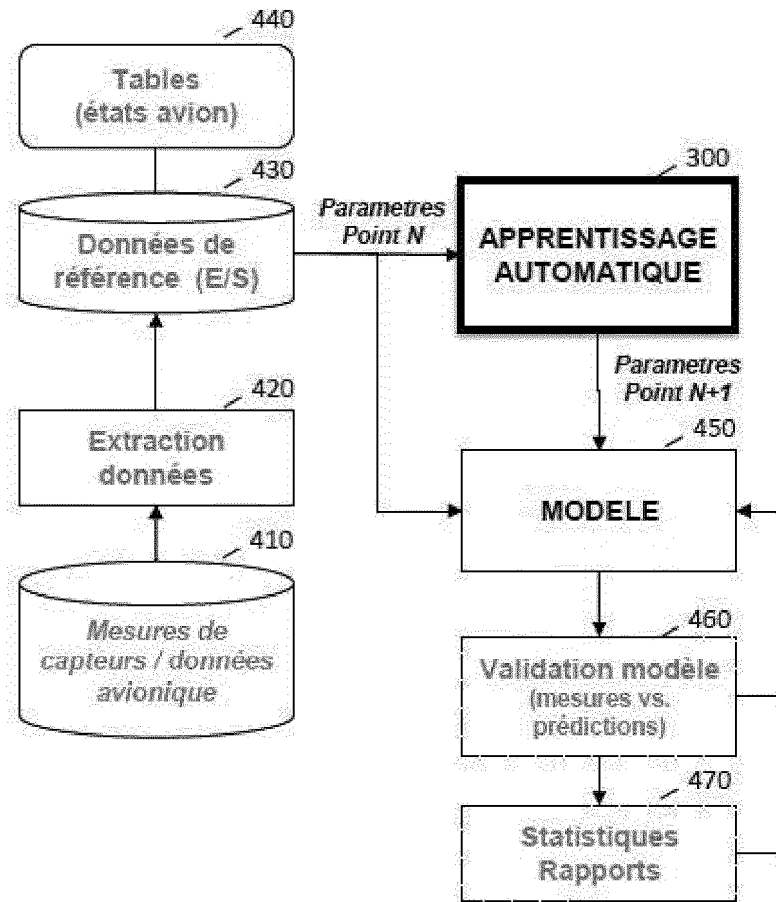 440
Tables
(états avion)
430
Données de
référence (E/S)
Parametres
Point N
300
APPRENTISSAGE
AUTOMATIQUE
Parametres
Point N+1
420
Extraction
données
450
MODELE
410
Mesures de
capteurs / données
avionique
460
Validation modèle
(mesures vs.
prédictions)
470
Statistiques
Rapports